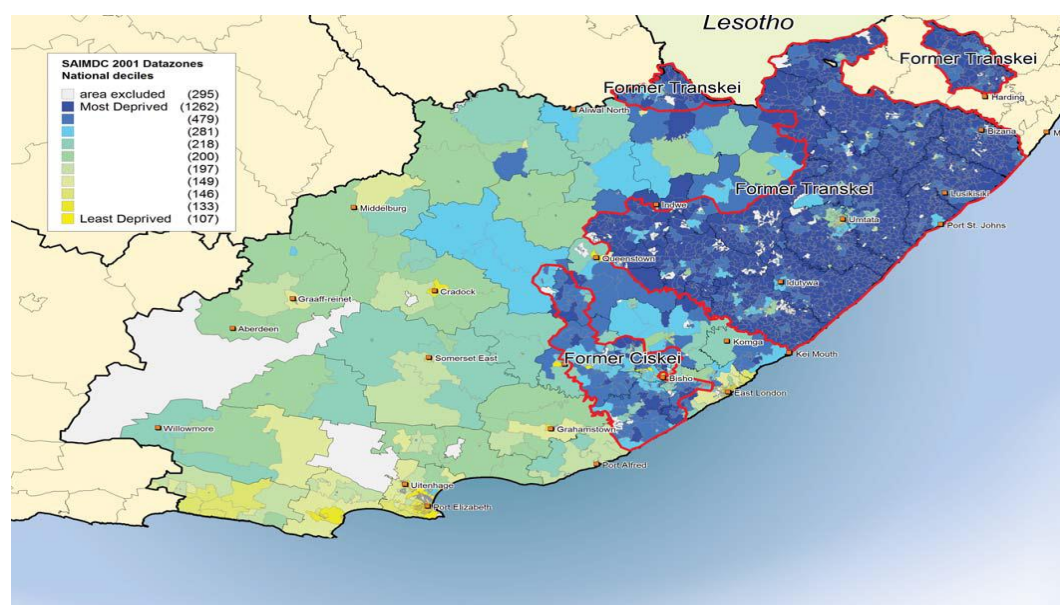 Lesotho
SAIMDC 2001 Datazones
National deciles
area excluded (295)
Most Deprived (1262)
(479)
(281)
(218)
(200)
(197)
(149)
(146)
(133)
Least Deprived (107)
Former Transkei
Former Transkei
Harding
Aliwal North
Bizana
M
Former Transkei
Lusikisiki
Indwe
Middelburg
Umtata
Port St. Johns
Queenstown
Idutywa
Cradock
Graaff-reinet
Aberdeen
Komga
Kei Mouth
Former Ciskei
Somerset East
Bisho
East London
Willowmore
Grahamstown
Port Alfred
Uitenhage
Port Elizabeth